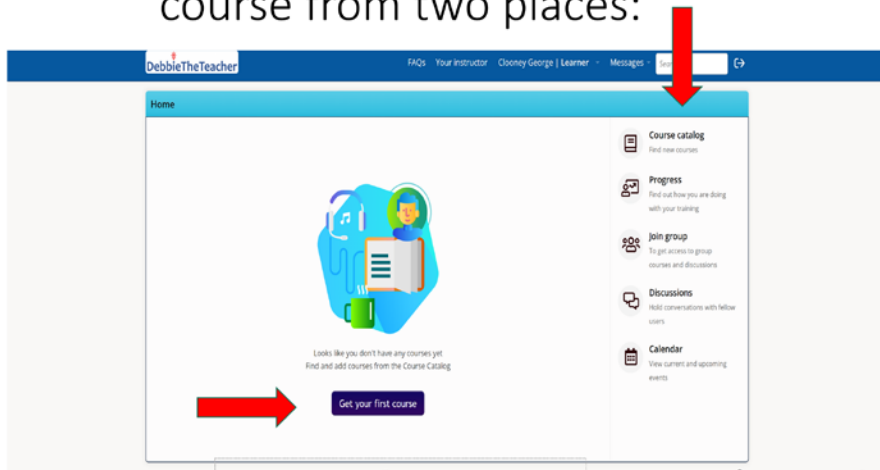 course from two places:
DebbieTheTeacher
FAQs Your instructor Clooney George | Learner Messages
Home
Course catalog
Find new courses
Progress
Find out how you are doing
with your training
Join group
To get access to group
courses and discussions
Discussions
Hold conversations with fellow
users
Calendar
View current and upcoming
events
Looks like you don't have any courses yet
Find and add courses from the Course Catalog
Get your first course